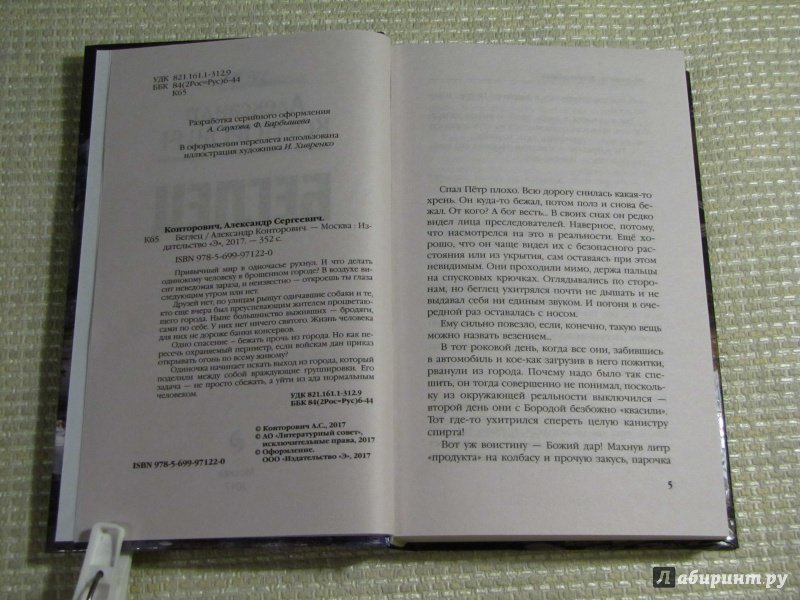 УДК 821.161.1-312.9
ББК 84(2Рос=Рус)6-44
К65
Разработка серийного оформления
А. Саукова, Ф. Барбышева
В оформлении переплета использована
иллюстрация художника И. Хивренко
Конторович, Александр Сергеевич.
К65 Беглец / Александр Конторович. — Москва : Из-
дательство «Э», 2017. — 352 с.
ISBN 978-5-699-97122-0
Привычный мир в одночасье рухнул. И что делать
одинокому человеку в брошенном городе? В воздухе ви-
сит неведомая зараза, и неизвестно — откроешь ты глаза
следующим утром или нет.
Друзей нет, по улицам рыщут одичавшие собаки и те,
кто еще вчера был преуспевающим жителем процветаю-
щего города. Ныне большинство выживших — бродяги,
сами по себе. У них нет ничего святого. Жизнь человека
для них не дороже банки консервов.
Одно спасение — бежать прочь из города. Но как пе-
ресечь охраняемый периметр, если войскам дан приказ
открывать огонь по всему живому?
Одиночка начинает искать выход из города, который
поделили между собой враждующие группировки. Его
задача — не просто сбежать, а уйти из ада нормальным
человеком.
УДК 821.161.1-312.9
ББК 84(2Рос=Рус)6-44
© Конторович А.С., 2017
© АО «Литературный совет»,
исключительные права, 2017
© Оформление.
ISBN 978-5-699-97122-0 ООО «Издательство «Э», 2017
Спал Пётр плохо. Всю дорогу снилась какая-то
хрень. Он куда-то бежал, потом полз и снова бе-
жал. От кого? А бог весть... В своих снах он редко
видел лица преследователей. Наверное, потому,
что насмотрелся на это в реальности. Ещё хоро-
шо, что он чаще видел их с безопасного рас-
стояния или из укрытия, сам оставаясь при этом
невидимым. Они проходили мимо, держа пальцы
на спусковых крючках. Оглядывались по сторо-
нам, но беглец ухитрялся почти не дышать и не
выдавал себя ни единым звуком. И погоня в оче-
редной раз оставалась с носом.
Ему сильно повезло, если, конечно, такую вещь
можно назвать везением...
В тот роковой день, когда все они, забившись
в автомобиль и кое-как загрузив в него пожитки,
рванули из города. Почему надо было так спе-
шить, он тогда совершенно не понимал, посколь-
ку из окружающей реальности выключился —
второй день они с Бородой безбожно «квасили».
Тот где-то ухитрился спереть целую канистру
спирта!
Вот уж воистину — Божий дар! Махнув литр
«продукта» на колбасу и прочую закусь, парочка
5
Лабиринт.ру